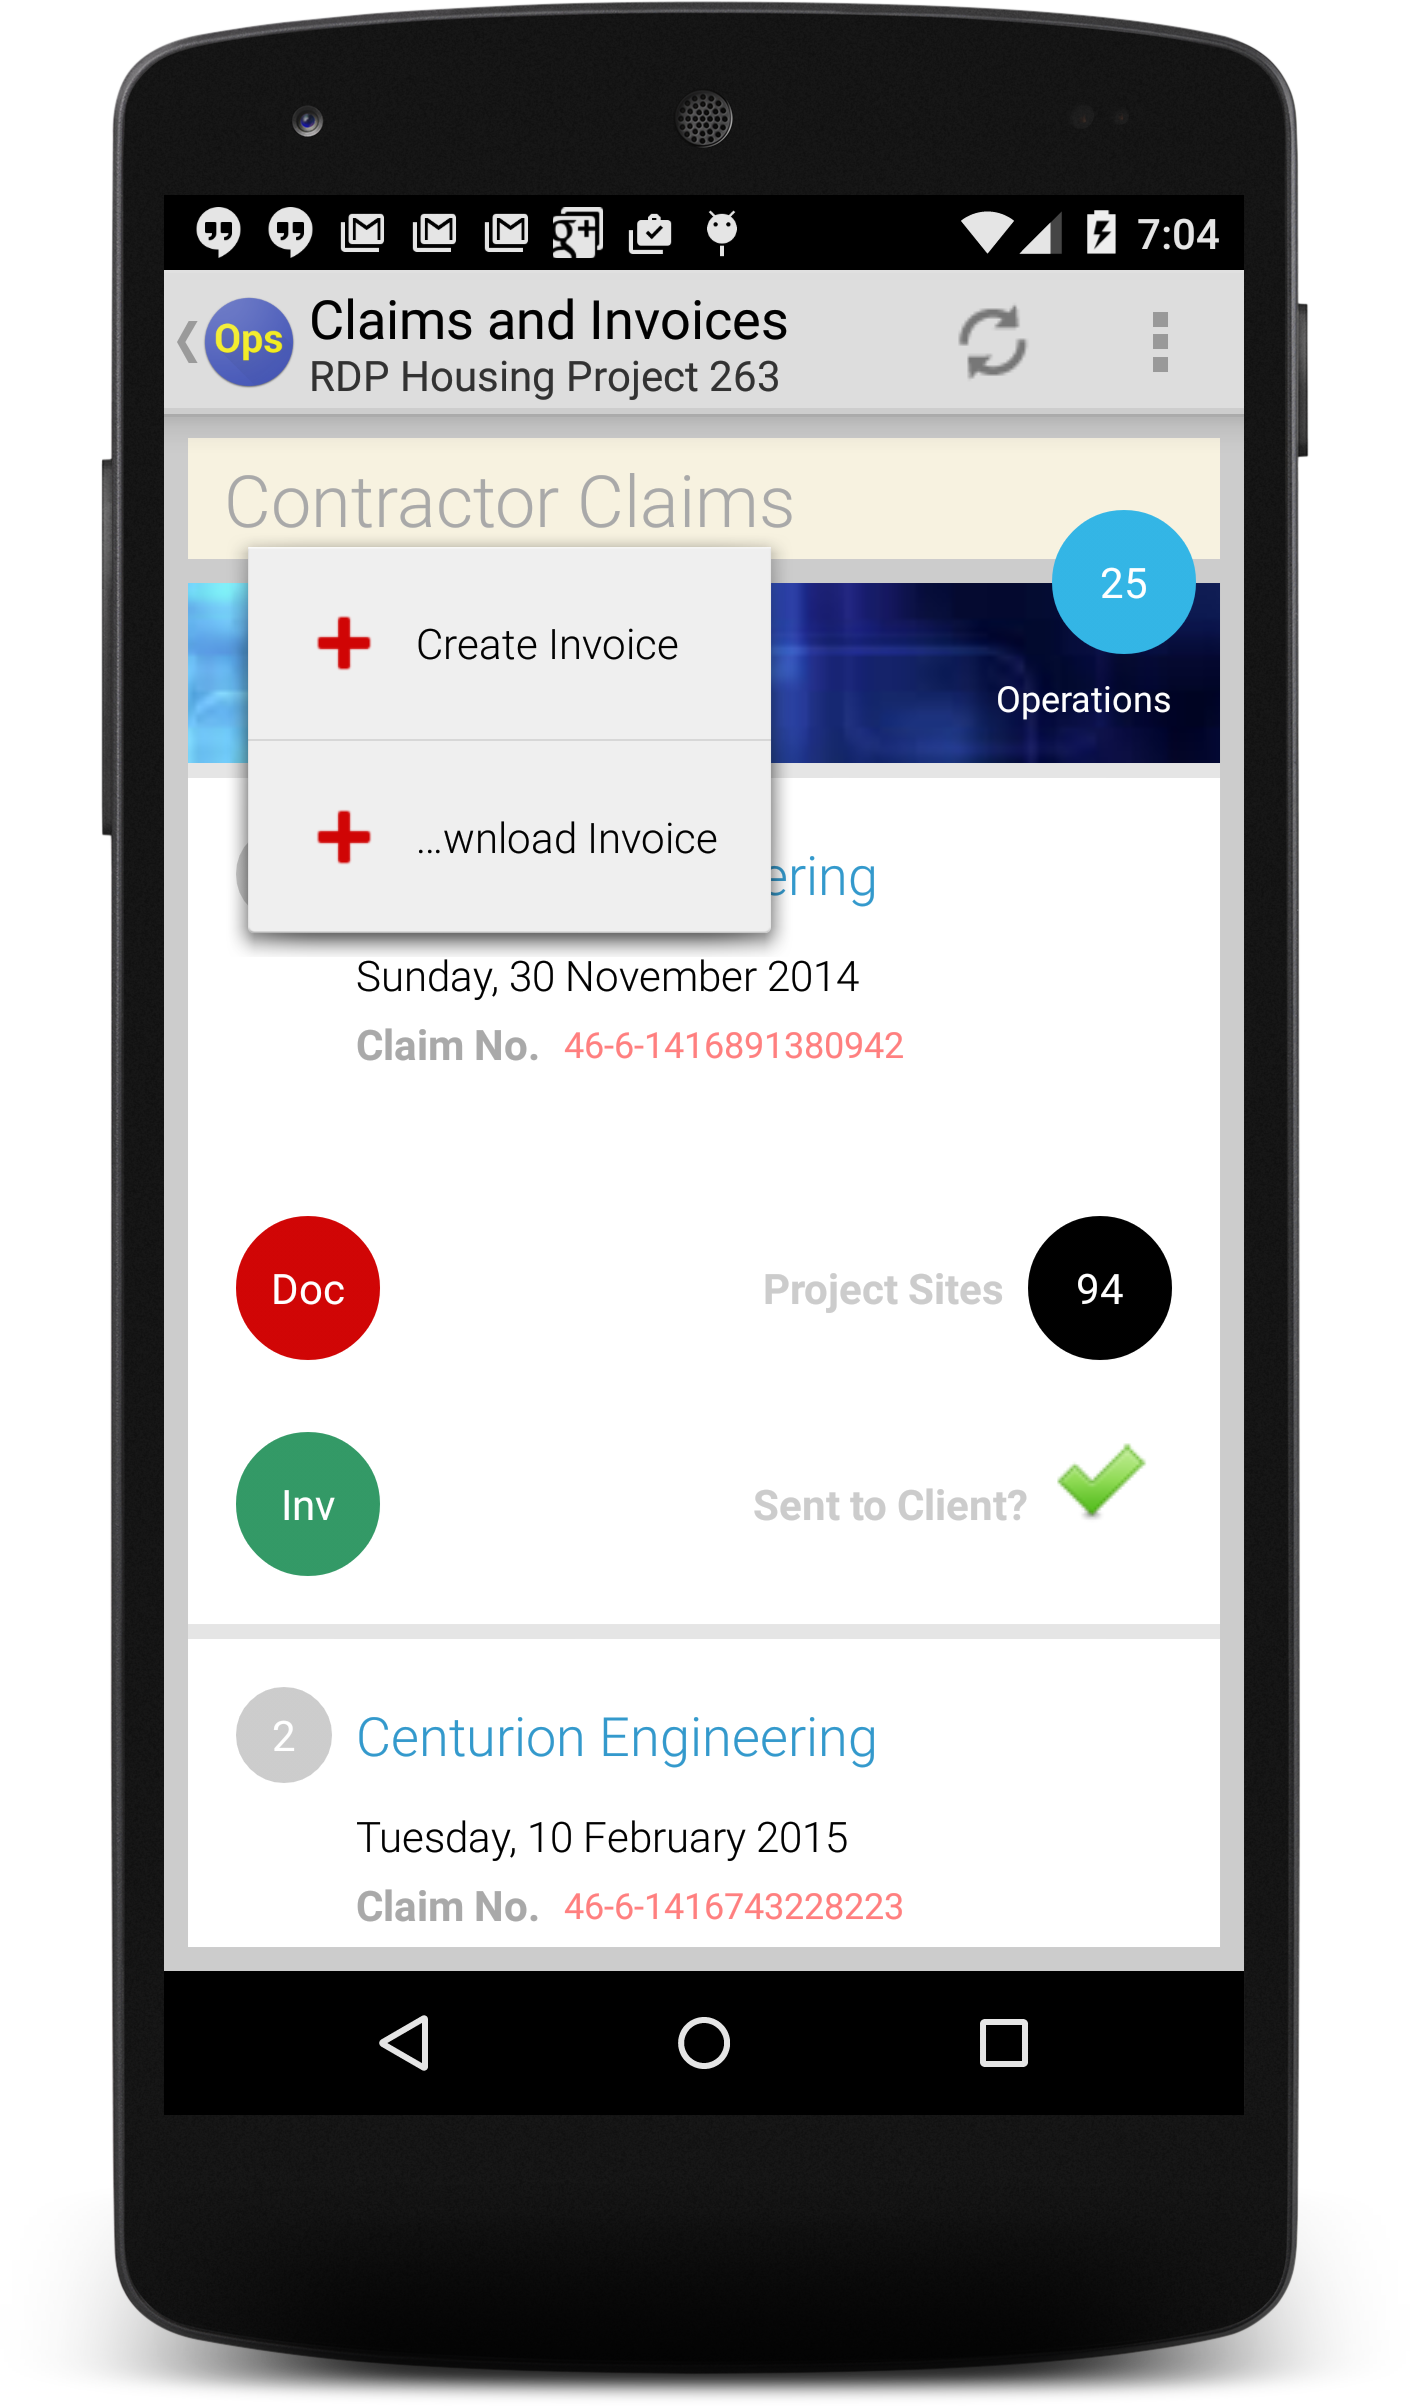 7:04
Ops
Claims and Invoices
RDP Housing Project 263
Contractor Claims
25
Operations
Create Invoice
...wnload Invoice
ering
Sunday, 30 November 2014
Claim No. 46-6-1416891380942
Doc
Project Sites 94
Inv
Sent to Client?
2
Centurion Engineering
Tuesday, 10 February 2015
Claim No. 46-6-1416743228223